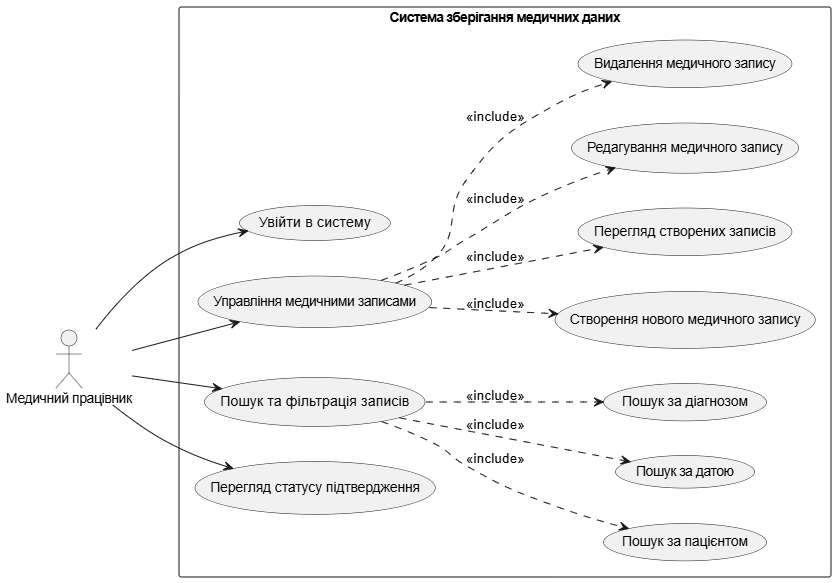 Система зберігання медичних даних
Видалення медичного запису
«include»
Редагування медичного запису
«include»
Увійти в систему
Перегляд створених записів
«include»
Управління медичними записами
«include»
Створення нового медичного запису
Медичний працівник
Пошук та фільтрація записів
«include»
Пошук за діагнозом
«include»
«include»
Пошук за датою
Перегляд статусу підтвердження
Пошук за пацієнтом